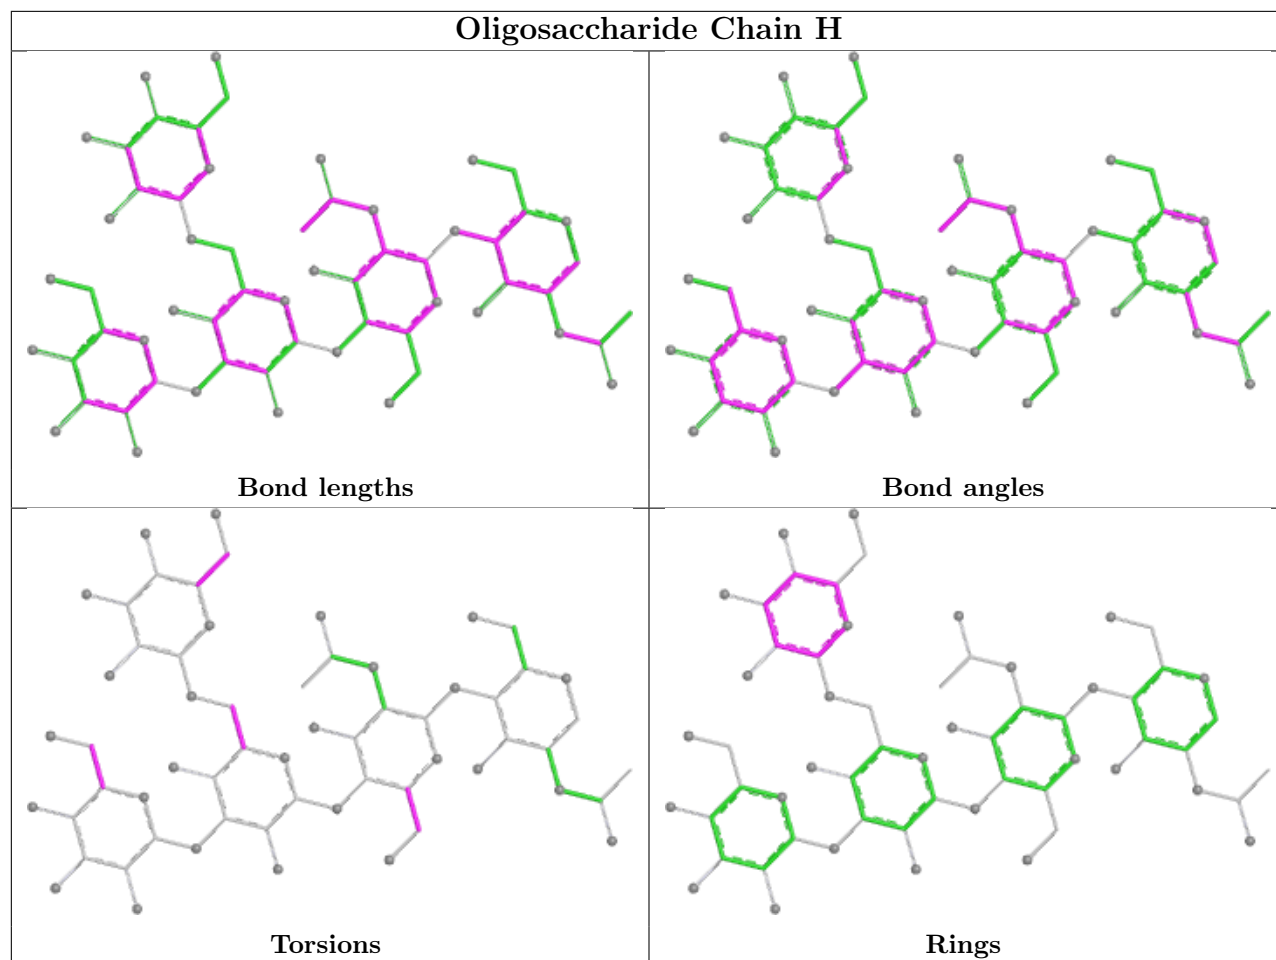 Oligosaccharide Chain H
Bond lengths
Bond angles
Torsions
Rings